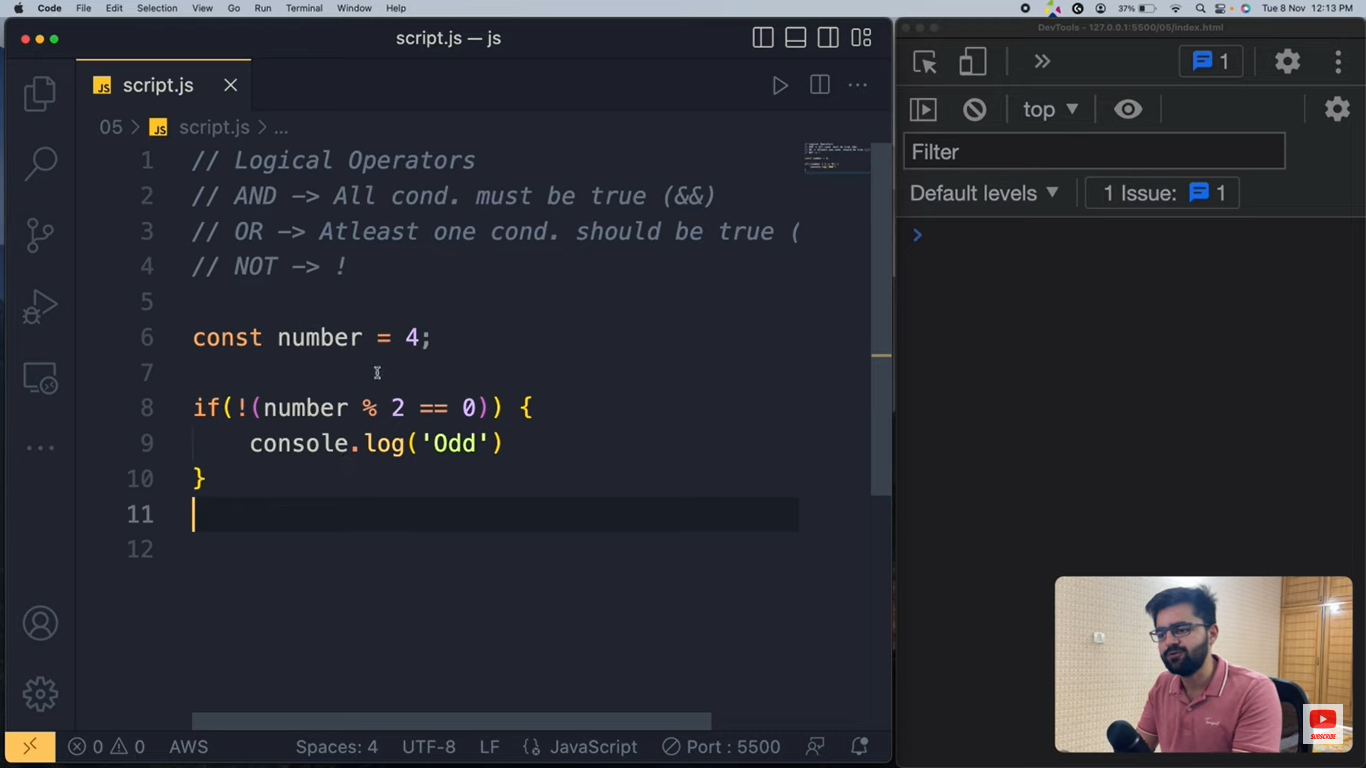 Code File Edit Selection View Go Run Terminal Window Help 37% Tue 8 Nov 12:13 PM
script.js — js
DevTools - 127.0.0.1:5500/05/index.html
JS script.js
1
05 > JS script.js > ...
top
Filter
Default levels
1 Issue: 1
1 // Logical Operators
2 // AND -> All cond. must be true (&&)
3 // OR -> Atleast one cond. should be true (
4 // NOT -> !
5
6 const number = 4;
7
8 if(!(number % 2 == 0)) {
9 console.log('Odd')
10 }
11
12
SUBSCRIBE
0 0 AWS Spaces: 4 UTF-8 LF {} JavaScript Port : 5500